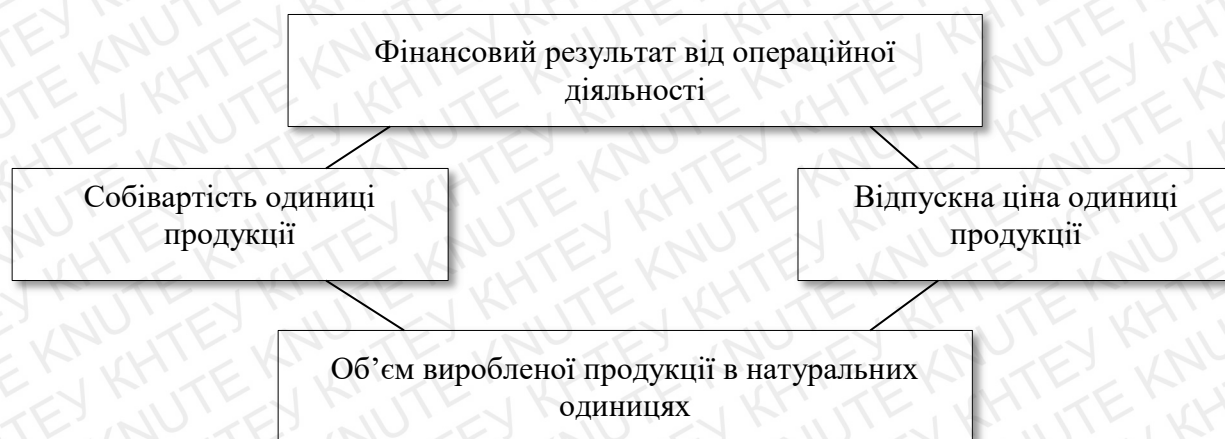 Фінансовий результат від операційної
діяльності
Собівартість одиниці
продукції
Відпускна ціна одиниці
продукції
Об’єм виробленої продукції в натуральних
одиницях